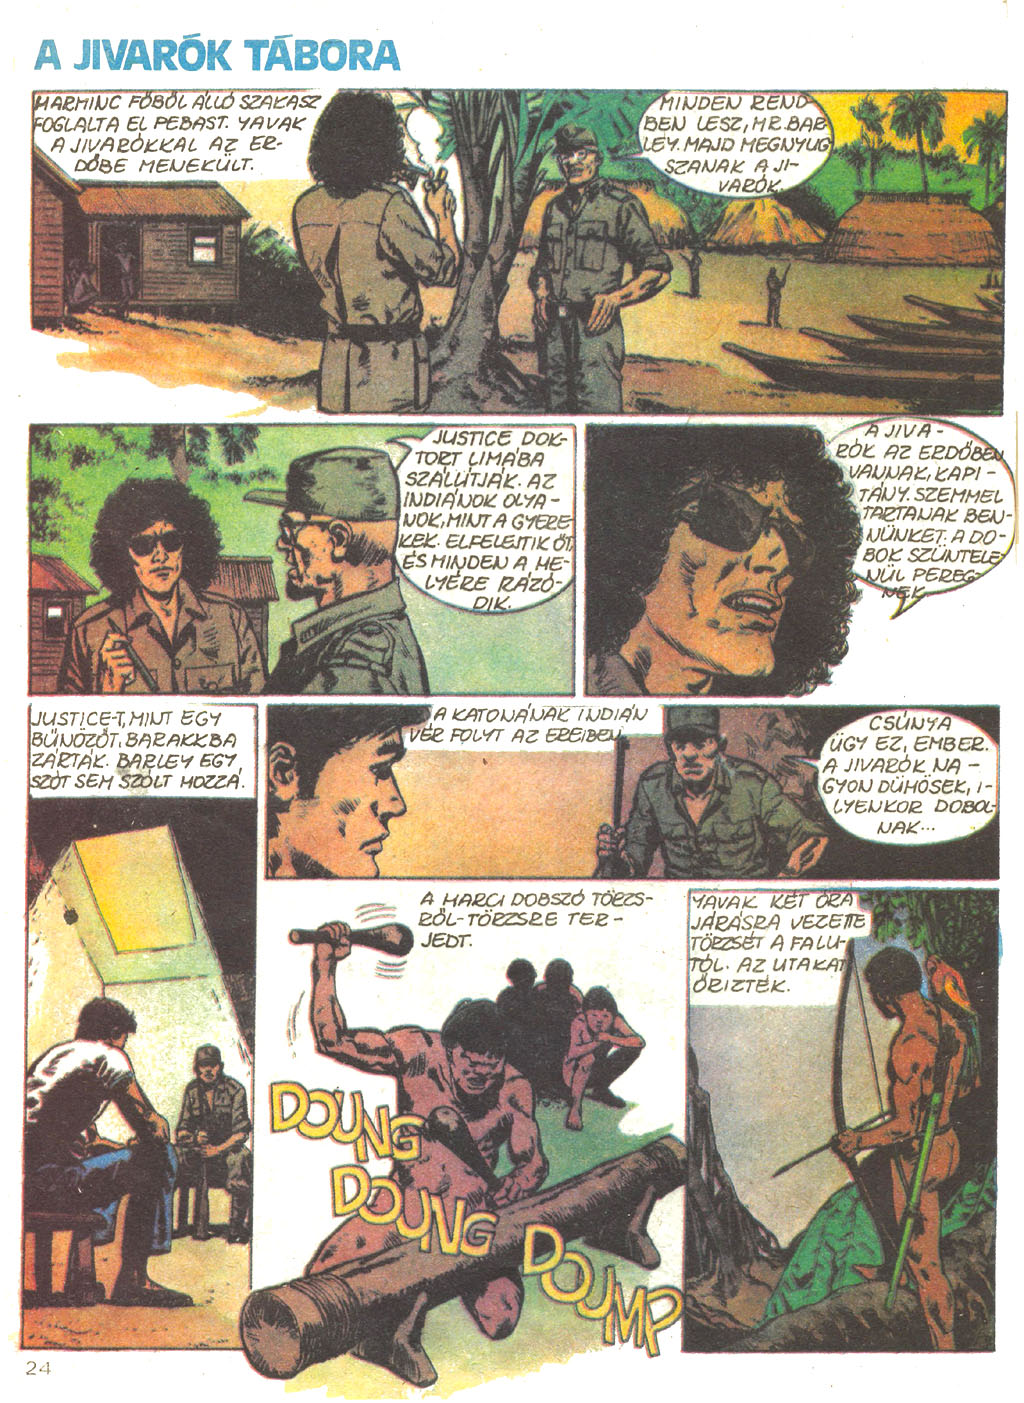 A JIVARÓK TÁBORA
HARMINC FŐBŐL ÁLLÓ SZAKASZ
FOGLALTA EL PEBAST. YAVAK
A JIVARÓKKAL AZ ER-
DŐBE MENEKÜLT.
MINDEN REND-
BEN LESZ, MR. BAR-
LEY. MAJD MEGNYUG
SZANAK A JI-
VARÓK.
JUSTICE DOK-
TORT LIMÁBA
SZÁLLÍTJÁK. AZ
INDIÁNOK OLYA-
NOK, MINT A GYERE-
KEK. ELFELEJTIK ŐT,
ÉS MINDEN A HE-
LYÉRE RÁZÓ-
DIK.
A JIVA-
RÓK AZ ERDŐBEN
VANNAK, KAPI-
TÁNY. SZEMMEL
TARTANAK BEN-
NÜNKET. A DO-
BOK SZÜNTELE-
NÜL PEREG-
NEK
JUSTICE-T, MINT EGY
BŰNÖZŐT, BARAKKBA
ZÁRTÁK. BARLEY EGY
SZÓT SEM SZÓLT HOZZÁ.
A KATONÁNAK INDIÁN
VÉR FOLYT AZ EREIBEN.
CSÚNYA
ÜGY EZ, EMBER.
A JIVARÓK NA-
GYON DÜHÖSEK, I-
LYENKOR DOBOL-
NAK...
A HARCI DOBSZÓ TÖRZS-
RŐL-TÖRZSRE TER-
JEDT.
DOUNG
DOUNG
DOUMP
YAVAK KÉT ÓRA
JÁRÁSRA VEZETTE
TÖRZSÉT A FALU-
TÓL. AZ UTAKAT
ŐRIZTÉK.
24